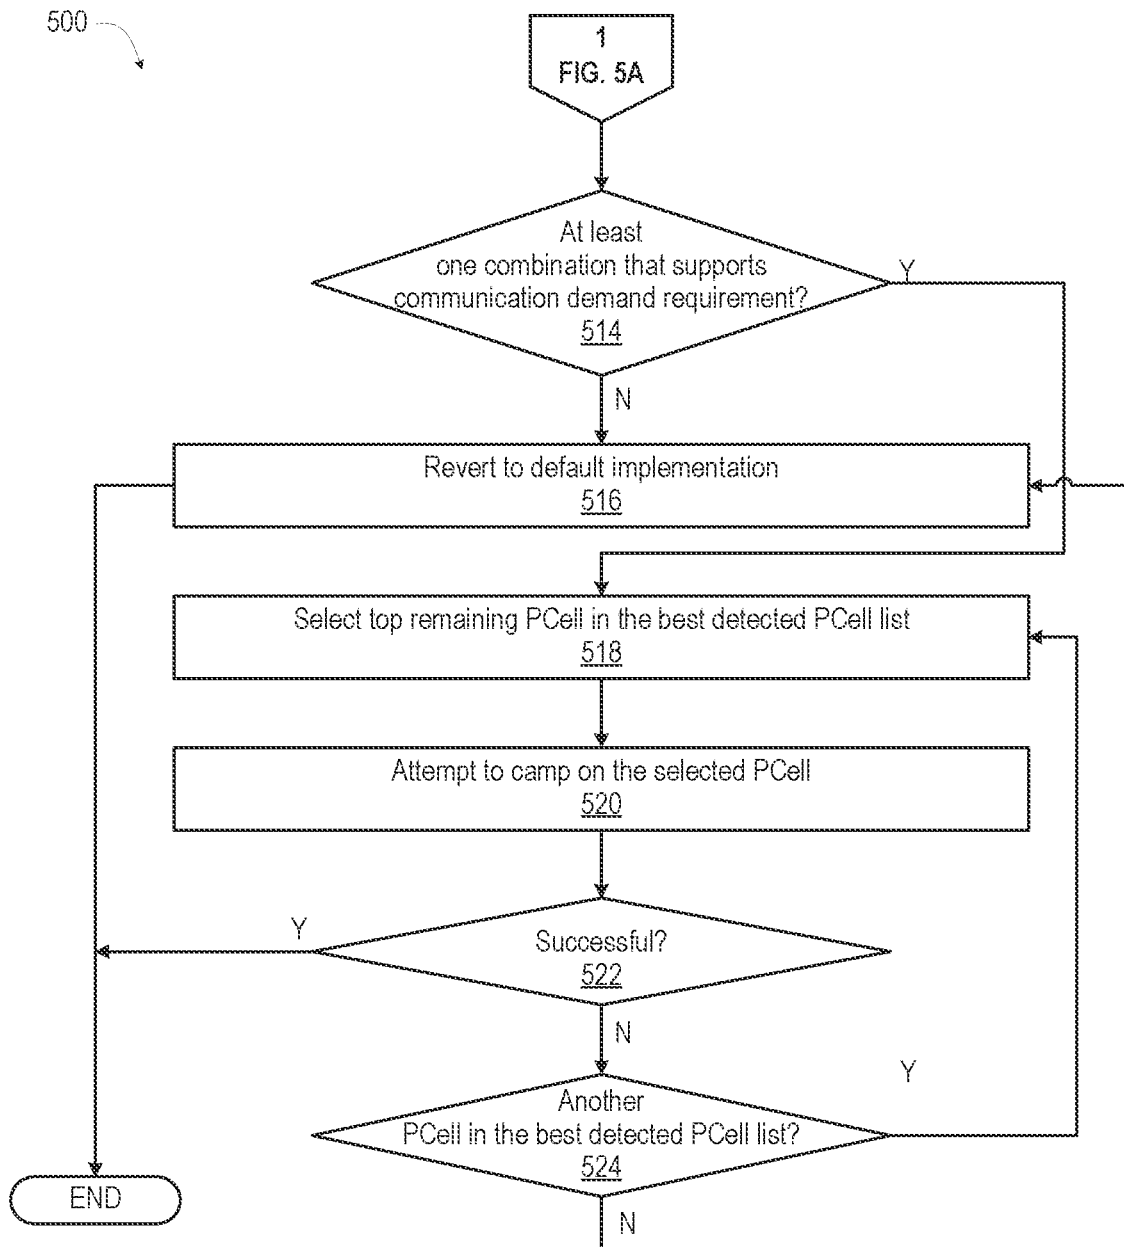 500
1
FIG. 5A
At least
one combination that supports
communication demand requirement?
514
Y
N
Revert to default implementation
516
Select top remaining PCell in the best detected PCell list
518
Attempt to camp on the selected PCell
520
Y
Successful?
522
N
Y
Another
PCell in the best detected PCell list?
524
END
N